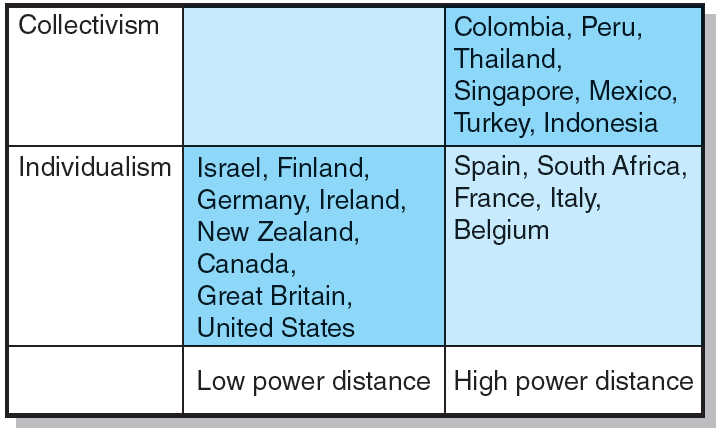 Collectivism
Colombia, Peru,
Thailand,
Singapore, Mexico,
Turkey, Indonesia
Individualism
Israel, Finland,
Germany, Ireland,
New Zealand,
Canada,
Great Britain,
United States
Spain, South Africa,
France, Italy,
Belgium
Low power distance
High power distance